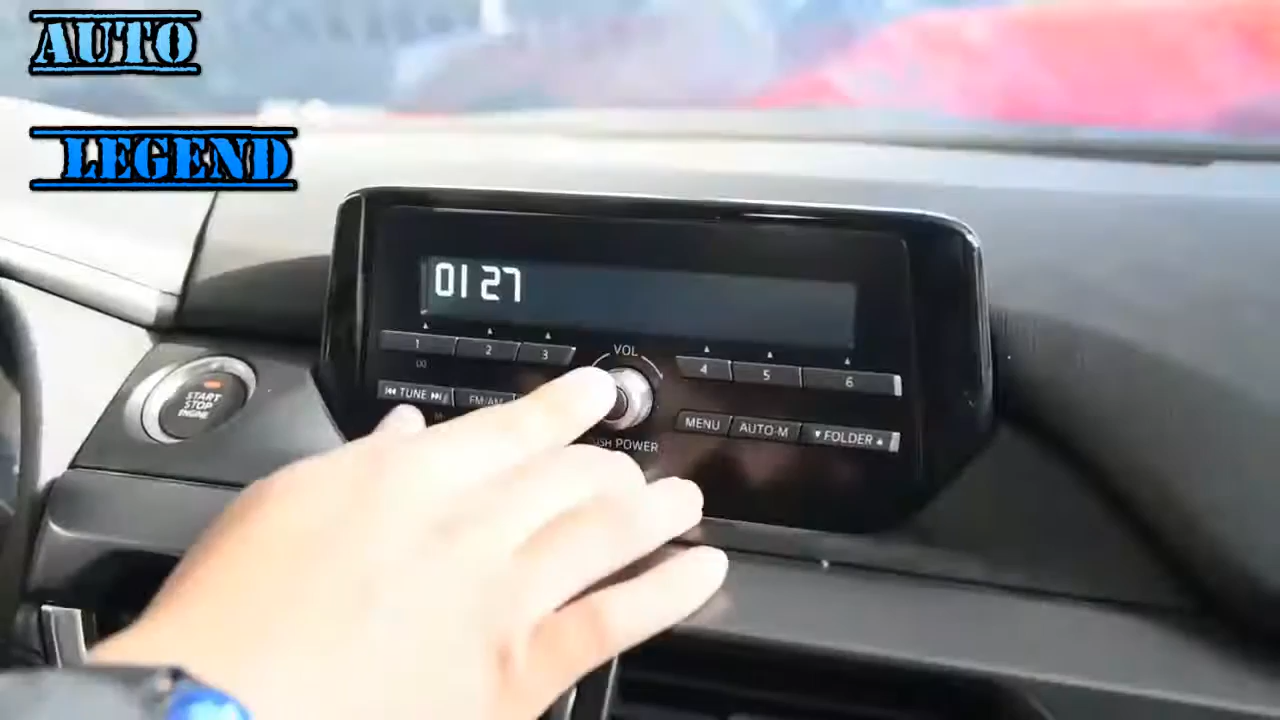 AUTO
LEGEND
01 27
START
STOP
ENGINE
1 2 3 VOL 4 5 6
TUNE FM/AM MENU AUTO-M FOLDER
POWER